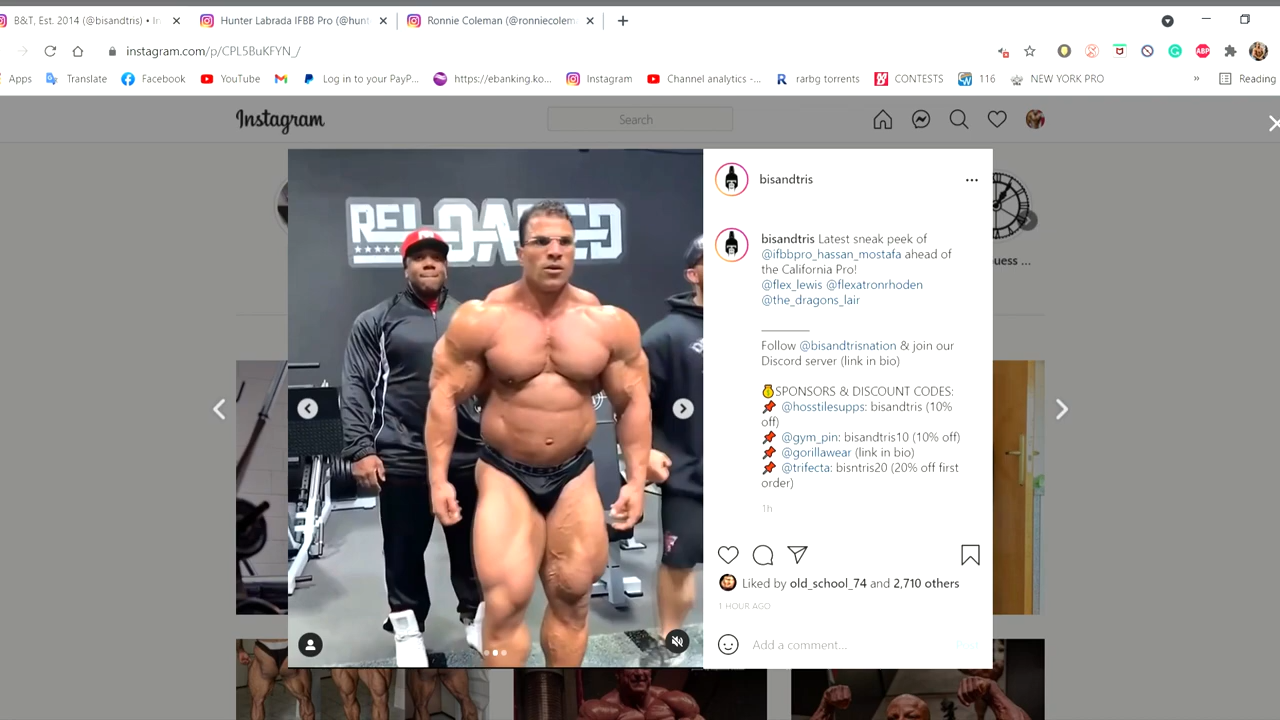 B&T, Est. 2014 (@bisandtris) • In
Hunter Labrada IFBB Pro (@hunt
Ronnie Coleman (@ronniecolem
instagram.com/p/CPL5BuKFYN_/
Apps
Translate
Facebook
YouTube
Log in to your PayP...
https://ebanking.ko...
Instagram
Channel analytics -...
rarbg torrents
CONTESTS
116
NEW YORK PRO
»
Reading
ABP
Instagram
Search
RELOADED
bisandtris
bisandtris Latest sneak peek of
@ifbbpro_hassan_mostafa ahead of
the California Pro!
@flex_lewis @flexatronrhoden
@the_dragons_lair
Follow @bisandtrisnation & join our
Discord server (link in bio)
💰SPONSORS & DISCOUNT CODES:
📌 @hosstilesupps: bisandtris (10%
off)
📌 @gym_pin: bisandtris10 (10% off)
📌 @gorillawear (link in bio)
📌 @trifecta: bisntris20 (20% off first
order)
1h
Liked by old_school_74 and 2,710 others
1 HOUR AGO
Add a comment...
Post
uess ...